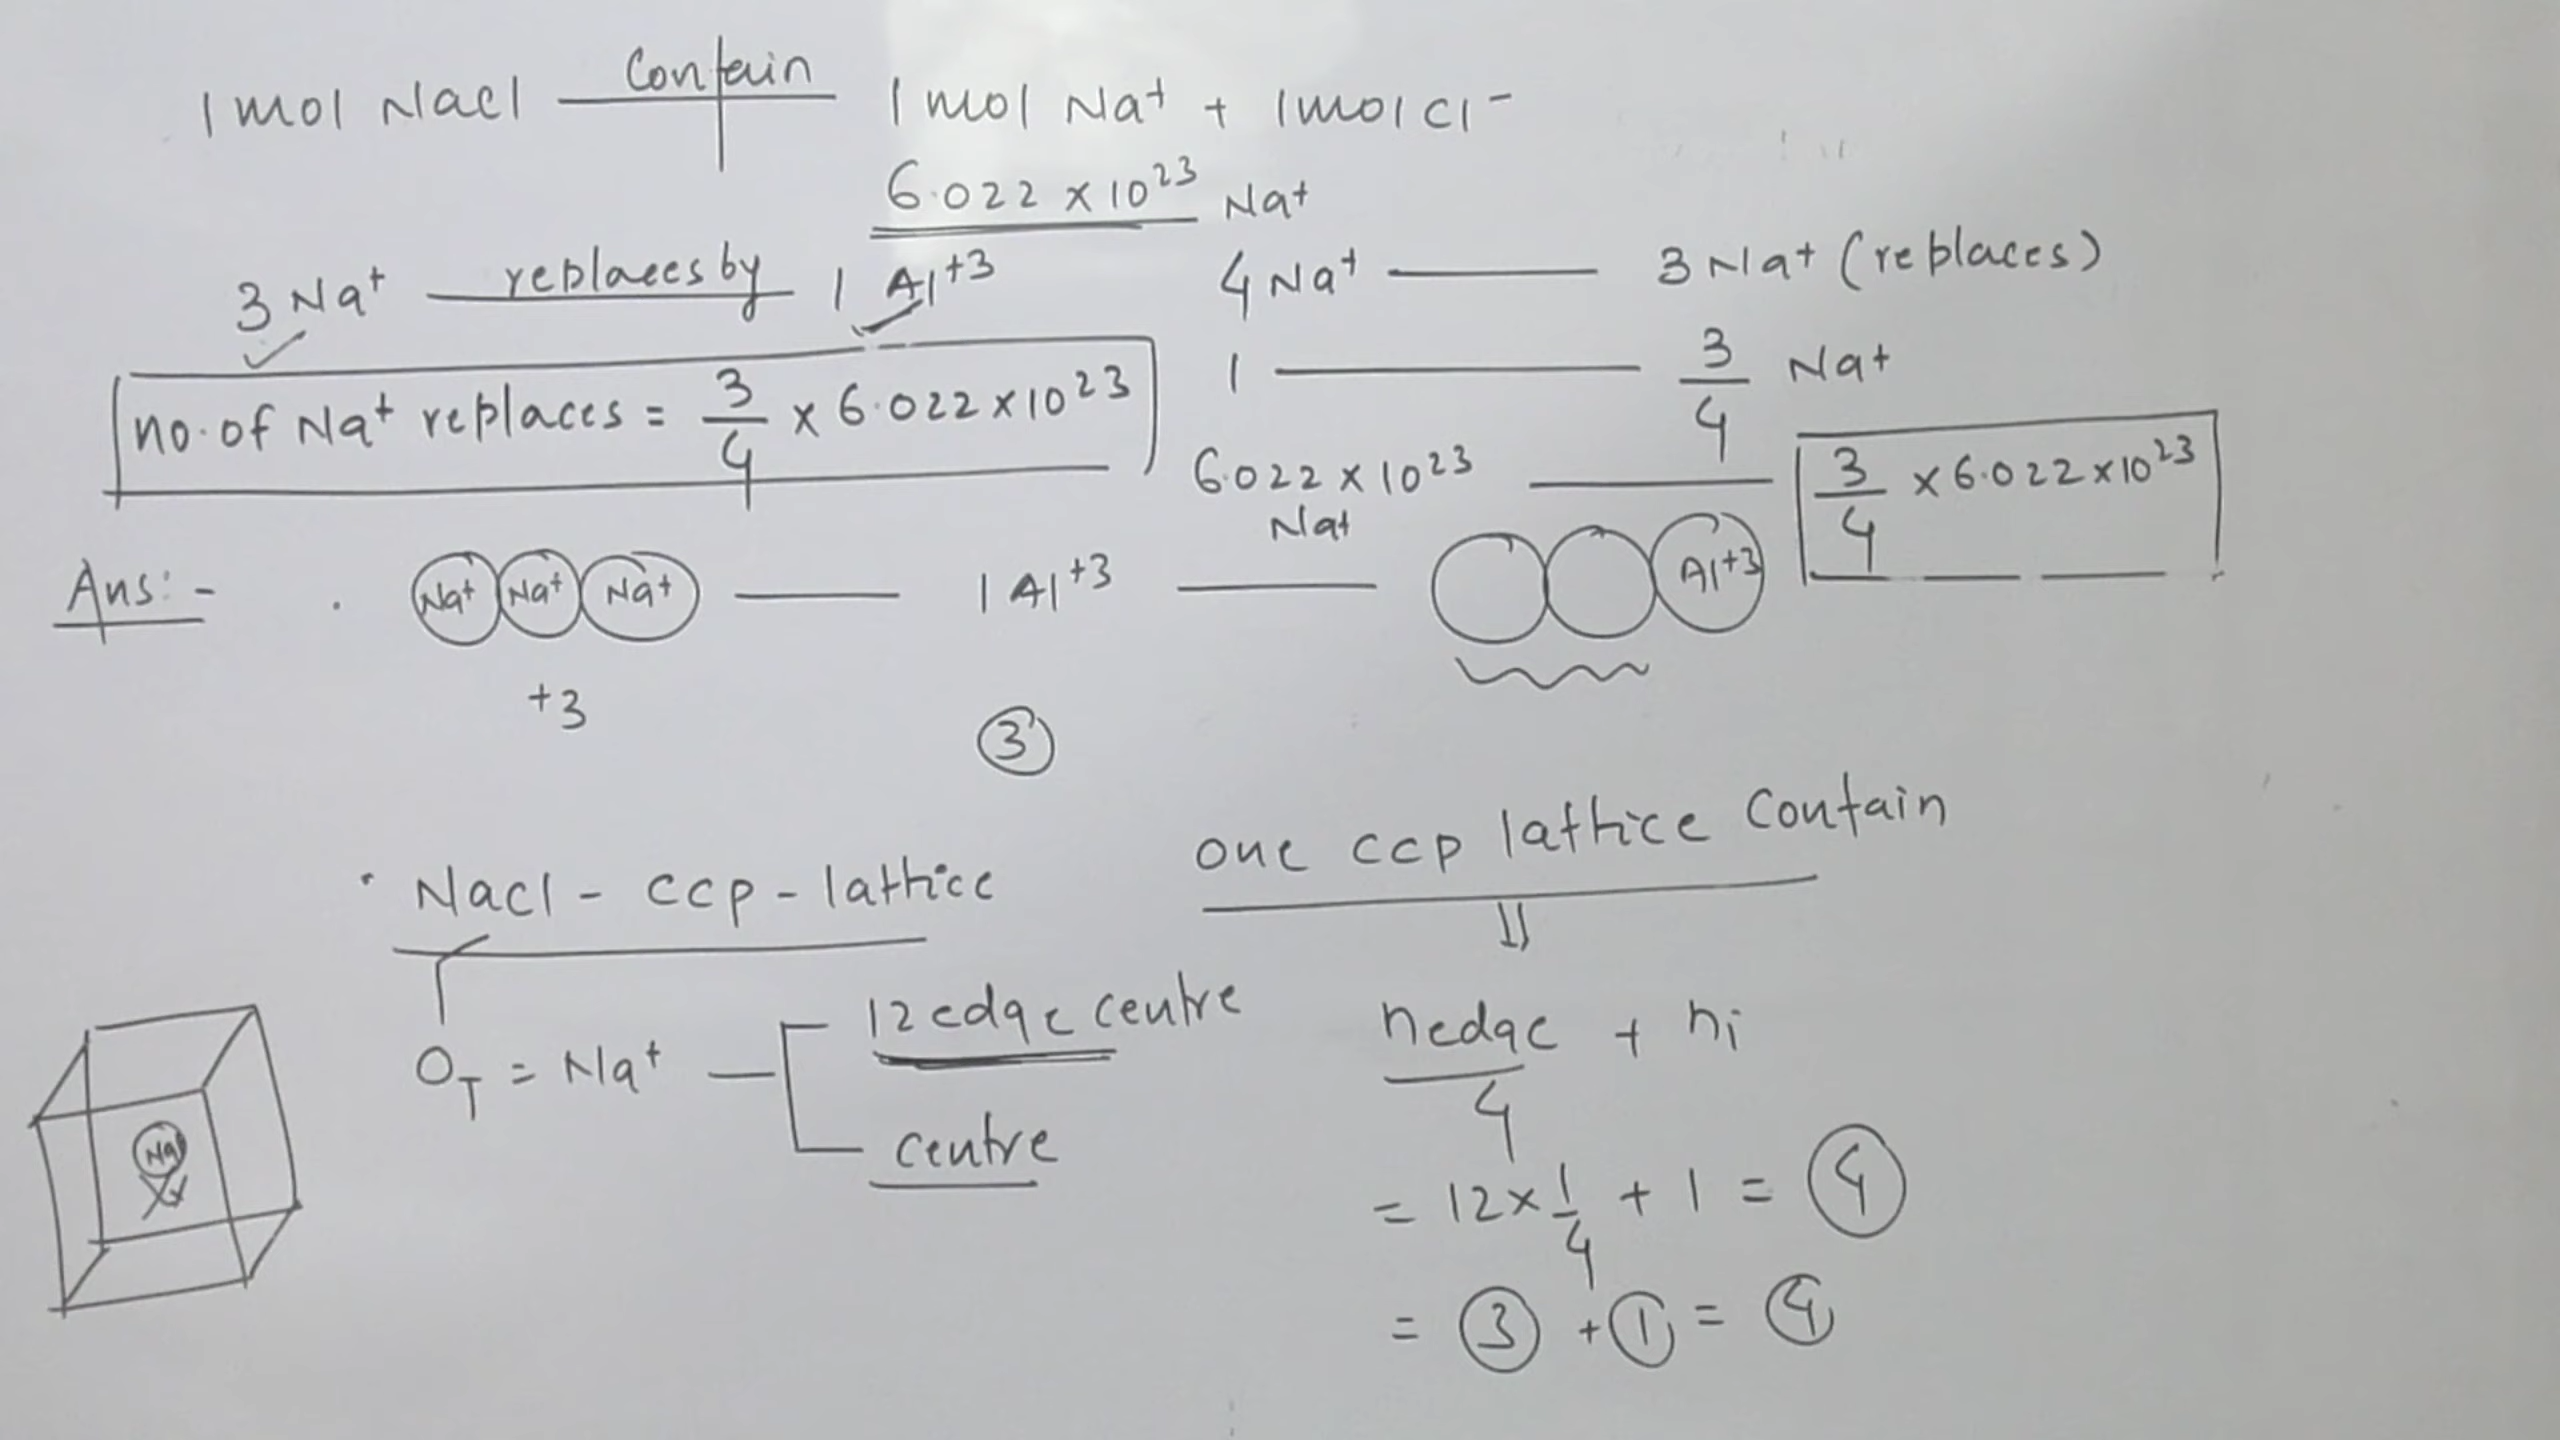 1 mol Nacl contain 1 mol Na+ + 1mol cl-
6.022 x 10^23 Na+
3 Na+ replaces by 1 Al+3
4 Na+ 3 Na+ (replaces)
1 3/4 Na+
no. of Na+ replaces = 3/4 x 6.022 x 10^23
6.022 x 10^23 Na+ 3/4 x 6.022 x 10^23
Ans:- Na+ Na+ Na+ 1 Al+3 Al+3
+3
3
Nacl - ccp - lattice
one ccp lattice contain
OT = Na+ 12 edge centre
centre
Na
nedge/4 + ni
= 12 x 1/4 + 1 = 4
= 3 + 1 = 4